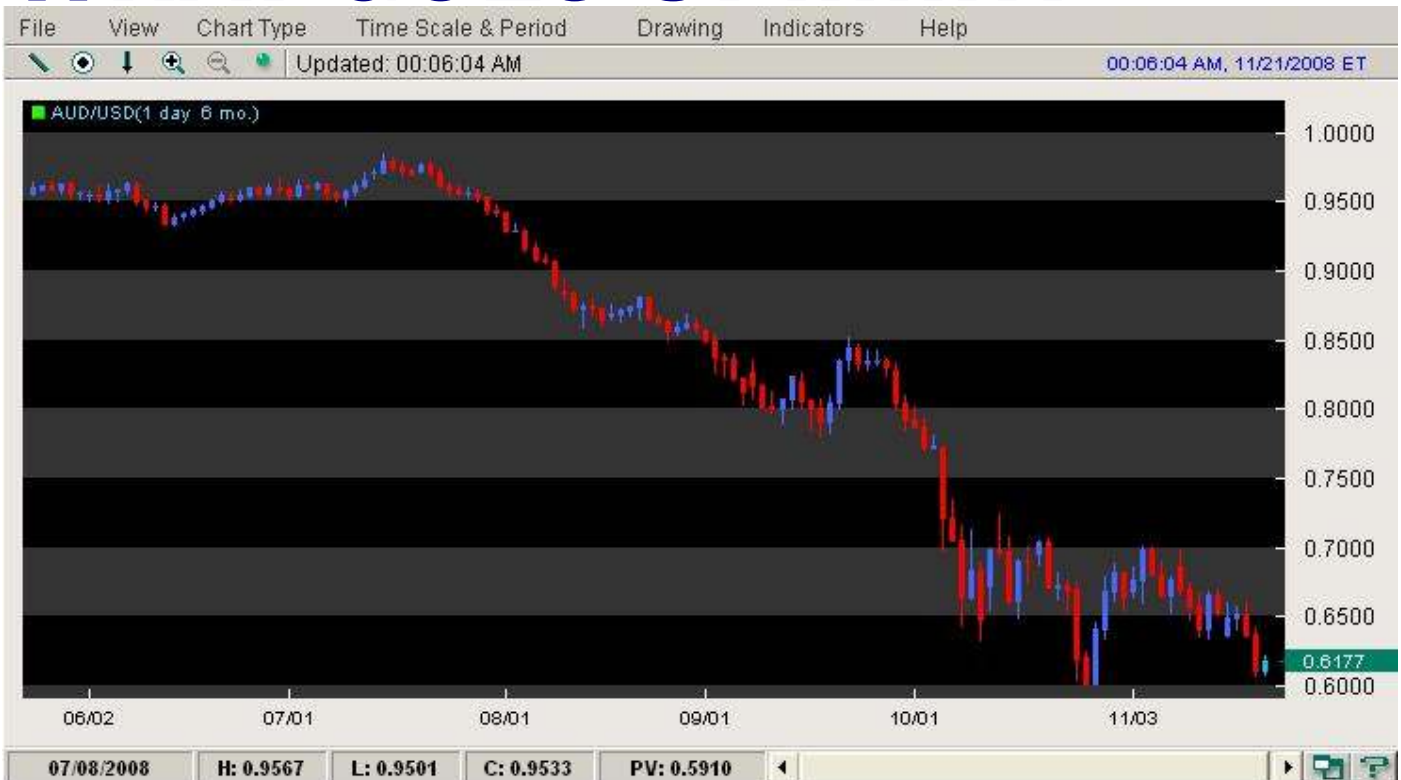 File View Chart Type Time Scale & Period Drawing Indicators Help
Updated: 00:06:04 AM 00:06:04 AM, 11/21/2008 ET
AUD/USD(1 day 6 mo.)
1.0000
0.9500
0.9000
0.8500
0.8000
0.7500
0.7000
0.6500
0.6177
0.6000
06/02 07/01 08/01 09/01 10/01 11/03
07/08/2008 H: 0.9567 L: 0.9501 C: 0.9533 PV: 0.5910